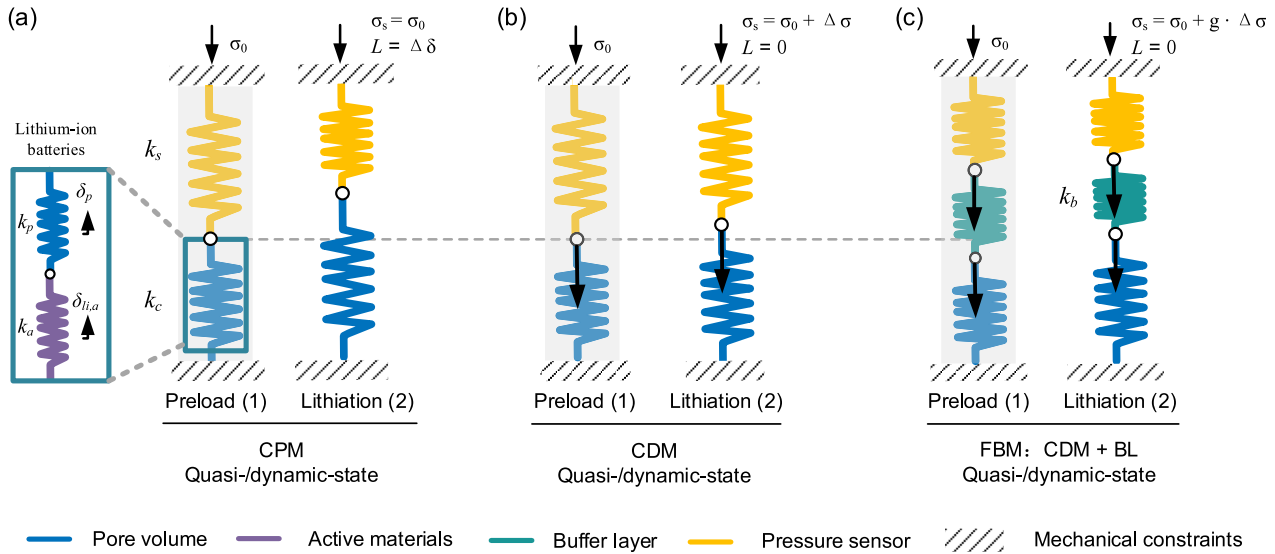 (a)
σ₀
σₛ = σ₀
L = Δ δ
Lithium-ion
batteries
kₚ
δₚ
kₐ
δₗᵢ,ₐ
kₛ
k_c
Preload (1)
Lithiation (2)
CPM
Quasi-/dynamic-state
(b)
σ₀
σₛ = σ₀ + Δ σ
L = 0
Preload (1)
Lithiation (2)
CDM
Quasi-/dynamic-state
(c)
σ₀
σₛ = σ₀ + g · Δ σ
L = 0
k_b
Preload (1)
Lithiation (2)
FBM: CDM + BL
Quasi-/dynamic-state
Pore volume
Active materials
Buffer layer
Pressure sensor
Mechanical constraints